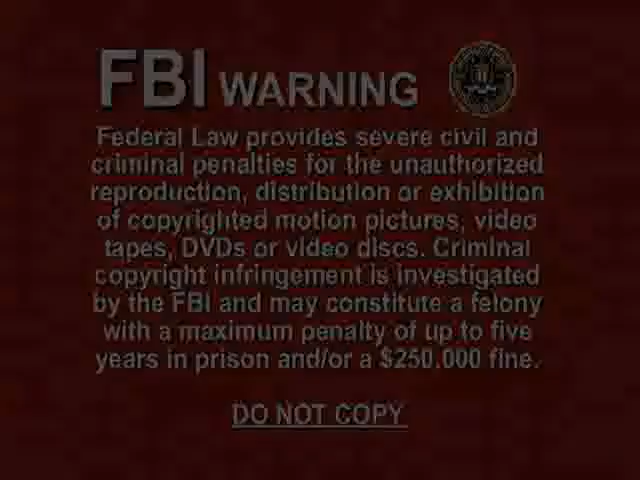 FBI WARNING
Federal Law provides severe civil and
criminal penalties for the unauthorized
reproduction, distribution or exhibition
of copyrighted motion pictures, video
tapes, DVDs or video discs. Criminal
copyright infringement is investigated
by the FBI and may constitute a felony
with a maximum penalty of up to five
years in prison and/or a $250,000 fine.
DO NOT COPY